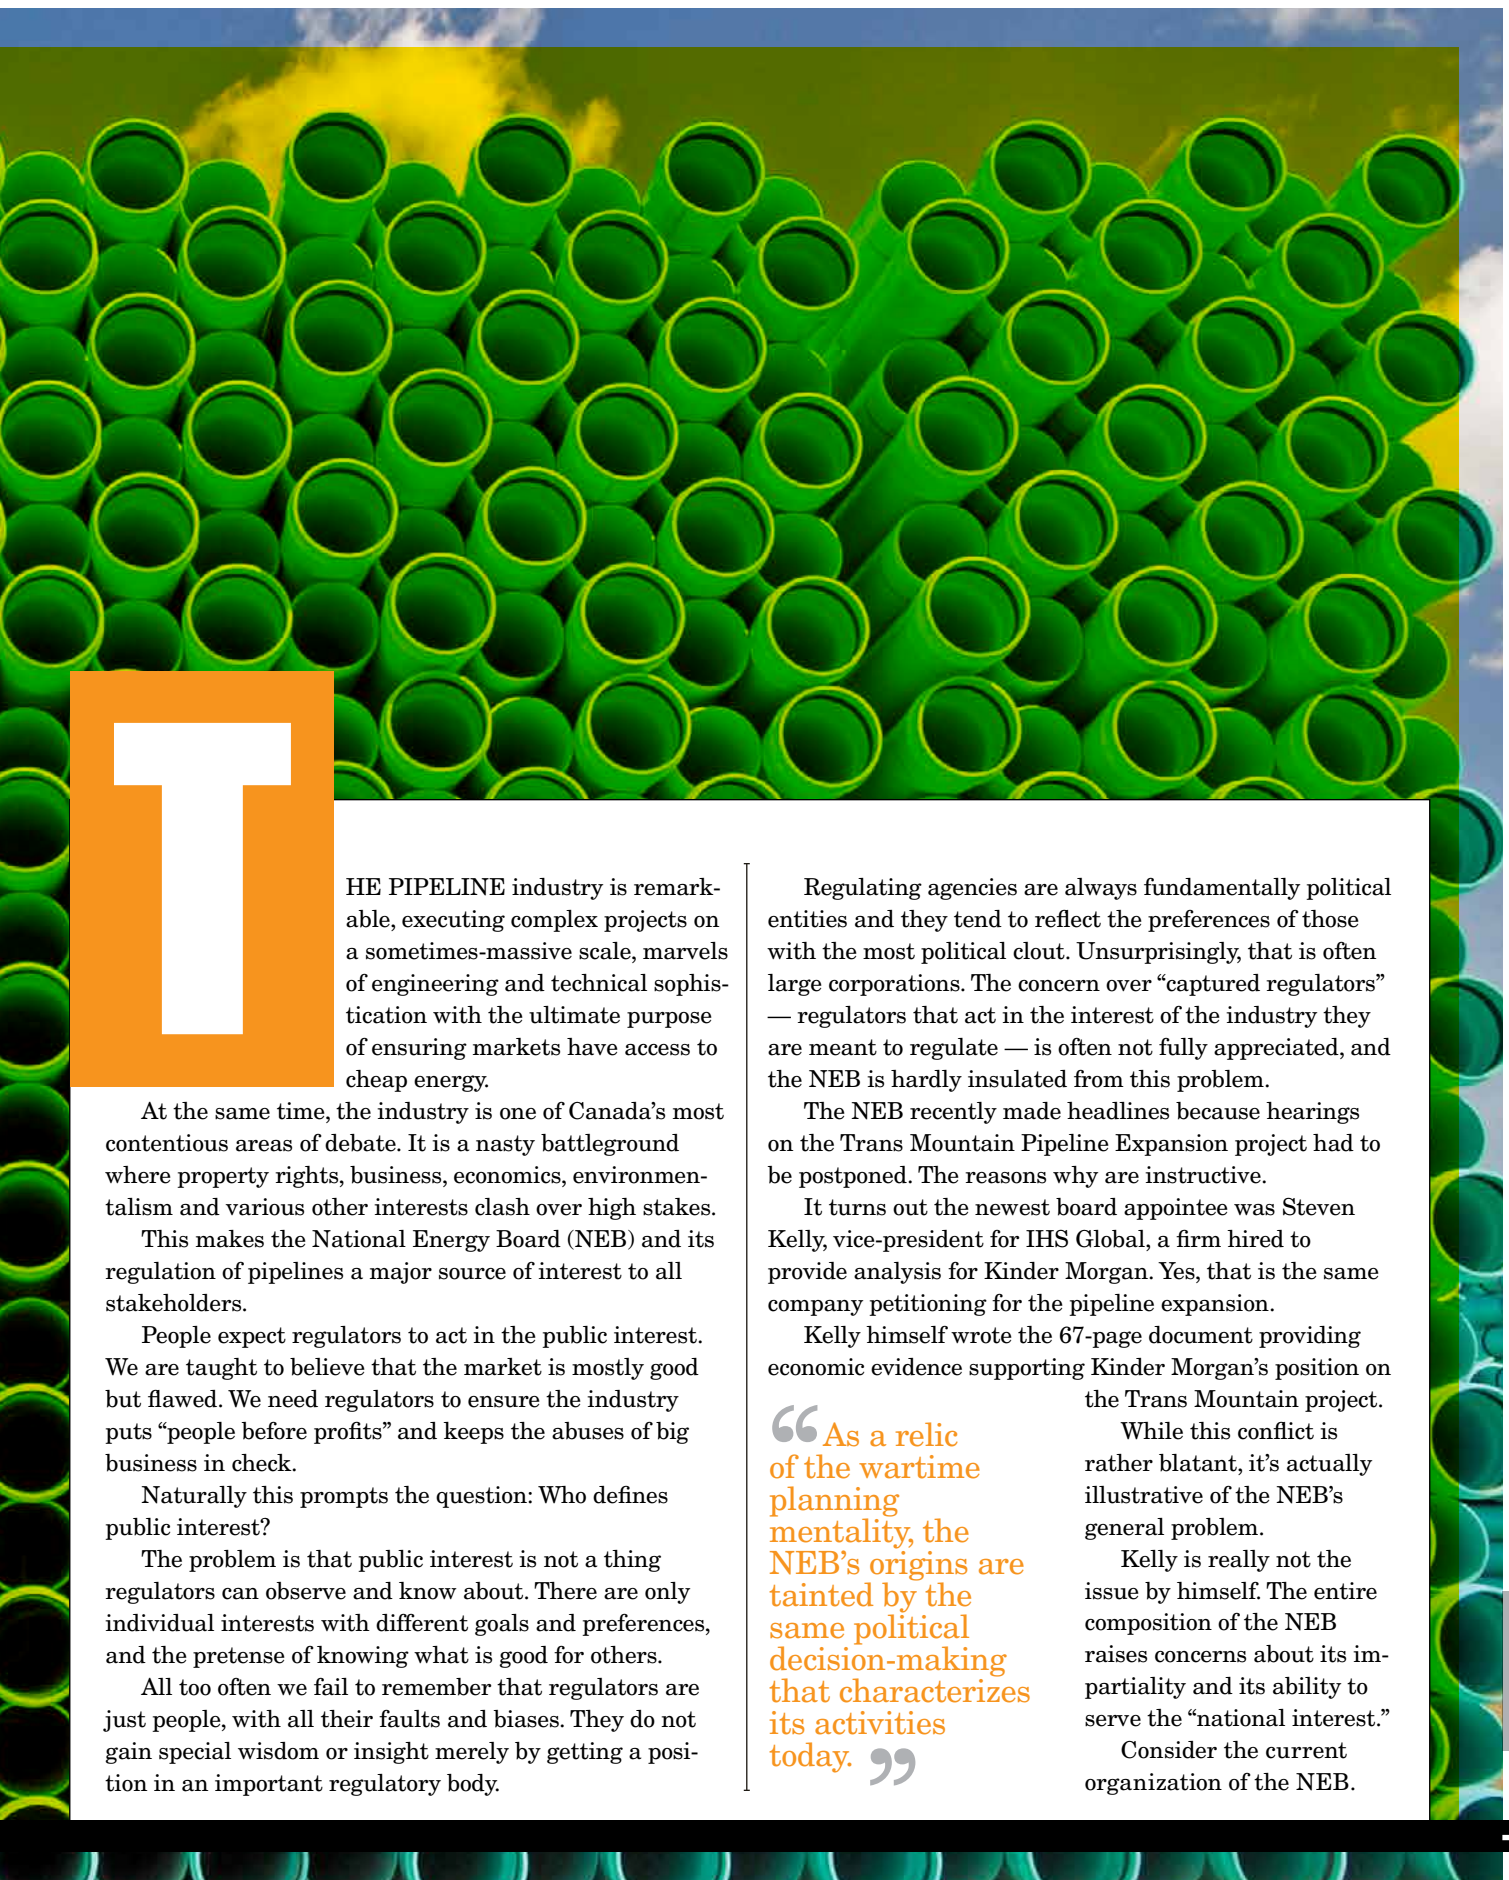 T
HE PIPELINE industry is remark-
able, executing complex projects on
a sometimes-massive scale, marvels
of engineering and technical sophis-
tication with the ultimate purpose
of ensuring markets have access to
cheap energy.
At the same time, the industry is one of Canada's most
contentious areas of debate. It is a nasty battleground
where property rights, business, economics, environmen-
talism and various other interests clash over high stakes.
This makes the National Energy Board (NEB) and its
regulation of pipelines a major source of interest to all
stakeholders.
People expect regulators to act in the public interest.
We are taught to believe that the market is mostly good
but flawed. We need regulators to ensure the industry
puts “people before profits” and keeps the abuses of big
business in check.
Naturally this prompts the question: Who defines
public interest?
The problem is that public interest is not a thing
regulators can observe and know about. There are only
individual interests with different goals and preferences,
and the pretense of knowing what is good for others.
All too often we fail to remember that regulators are
just people, with all their faults and biases. They do not
gain special wisdom or insight merely by getting a posi-
tion in an important regulatory body.
Regulating agencies are always fundamentally political
entities and they tend to reflect the preferences of those
with the most political clout. Unsurprisingly, that is often
large corporations. The concern over “captured regulators”
— regulators that act in the interest of the industry they
are meant to regulate — is often not fully appreciated, and
the NEB is hardly insulated from this problem.
The NEB recently made headlines because hearings
on the Trans Mountain Pipeline Expansion project had to
be postponed. The reasons why are instructive.
It turns out the newest board appointee was Steven
Kelly, vice-president for IHS Global, a firm hired to
provide analysis for Kinder Morgan. Yes, that is the same
company petitioning for the pipeline expansion.
Kelly himself wrote the 67-page document providing
economic evidence supporting Kinder Morgan's position on
the Trans Mountain project.
While this conflict is
rather blatant, it's actually
illustrative of the NEB's
general problem.
Kelly is really not the
issue by himself. The entire
composition of the NEB
raises concerns about its im-
partiality and its ability to
serve the “national interest.”
Consider the current
organization of the NEB.
“As a relic
of the wartime
planning
mentality, the
NEB's origins are
tainted by the
same political
decision-making
that characterizes
its activities
today.”